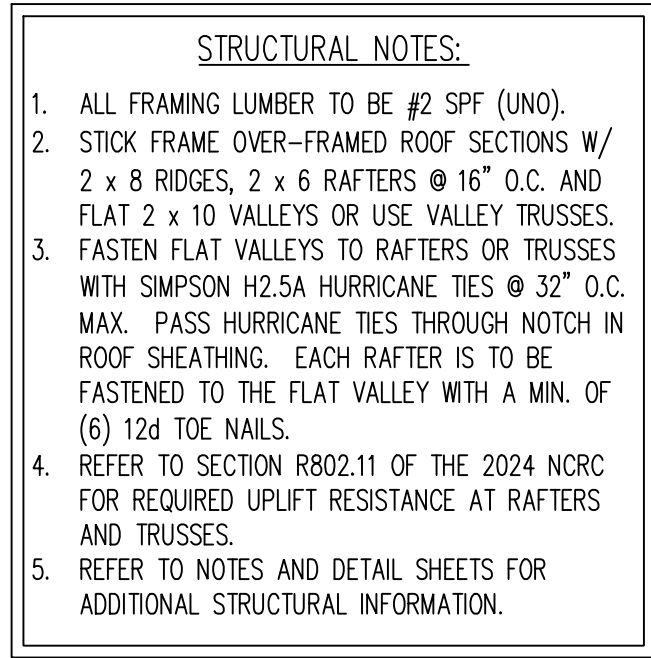 STRUCTURAL NOTES:
1. ALL FRAMING LUMBER TO BE #2 SPF (UNO).
2. STICK FRAME OVER-FRAMED ROOF SECTIONS W/
2 x 8 RIDGES, 2 x 6 RAFTERS @ 16" O.C. AND
FLAT 2 x 10 VALLEYS OR USE VALLEY TRUSSES.
3. FASTEN FLAT VALLEYS TO RAFTERS OR TRUSSES
WITH SIMPSON H2.5A HURRICANE TIES @ 32" O.C.
MAX. PASS HURRICANE TIES THROUGH NOTCH IN
ROOF SHEATHING. EACH RAFTER IS TO BE
FASTENED TO THE FLAT VALLEY WITH A MIN. OF
(6) 12d TOE NAILS.
4. REFER TO SECTION R802.11 OF THE 2024 NCRC
FOR REQUIRED UPLIFT RESISTANCE AT RAFTERS
AND TRUSSES.
5. REFER TO NOTES AND DETAIL SHEETS FOR
ADDITIONAL STRUCTURAL INFORMATION.